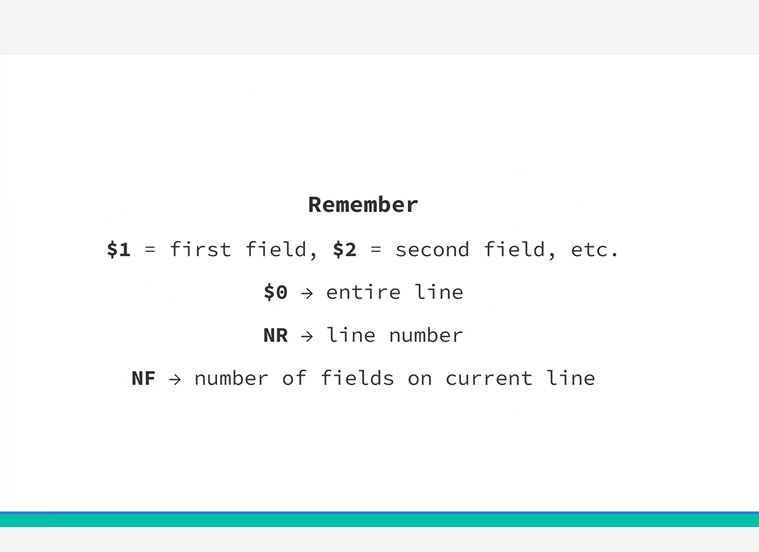 Remember
$1 = first field, $2 = second field, etc.
$0 → entire line
NR → line number
NF → number of fields on current line